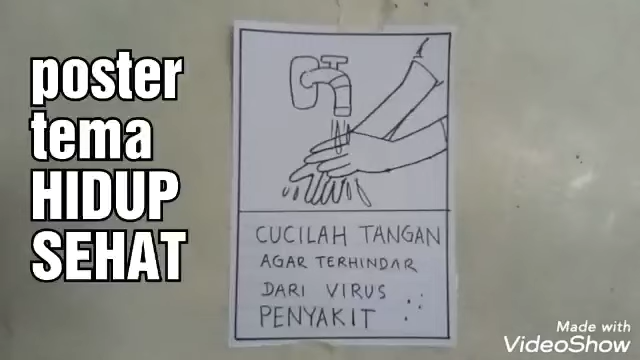 poster
tema
HIDUP
SEHAT
CUCILAH TANGAN
AGAR TERHINDAR
DARI VIRUS
PENYAKIT
Made with
VideoShow